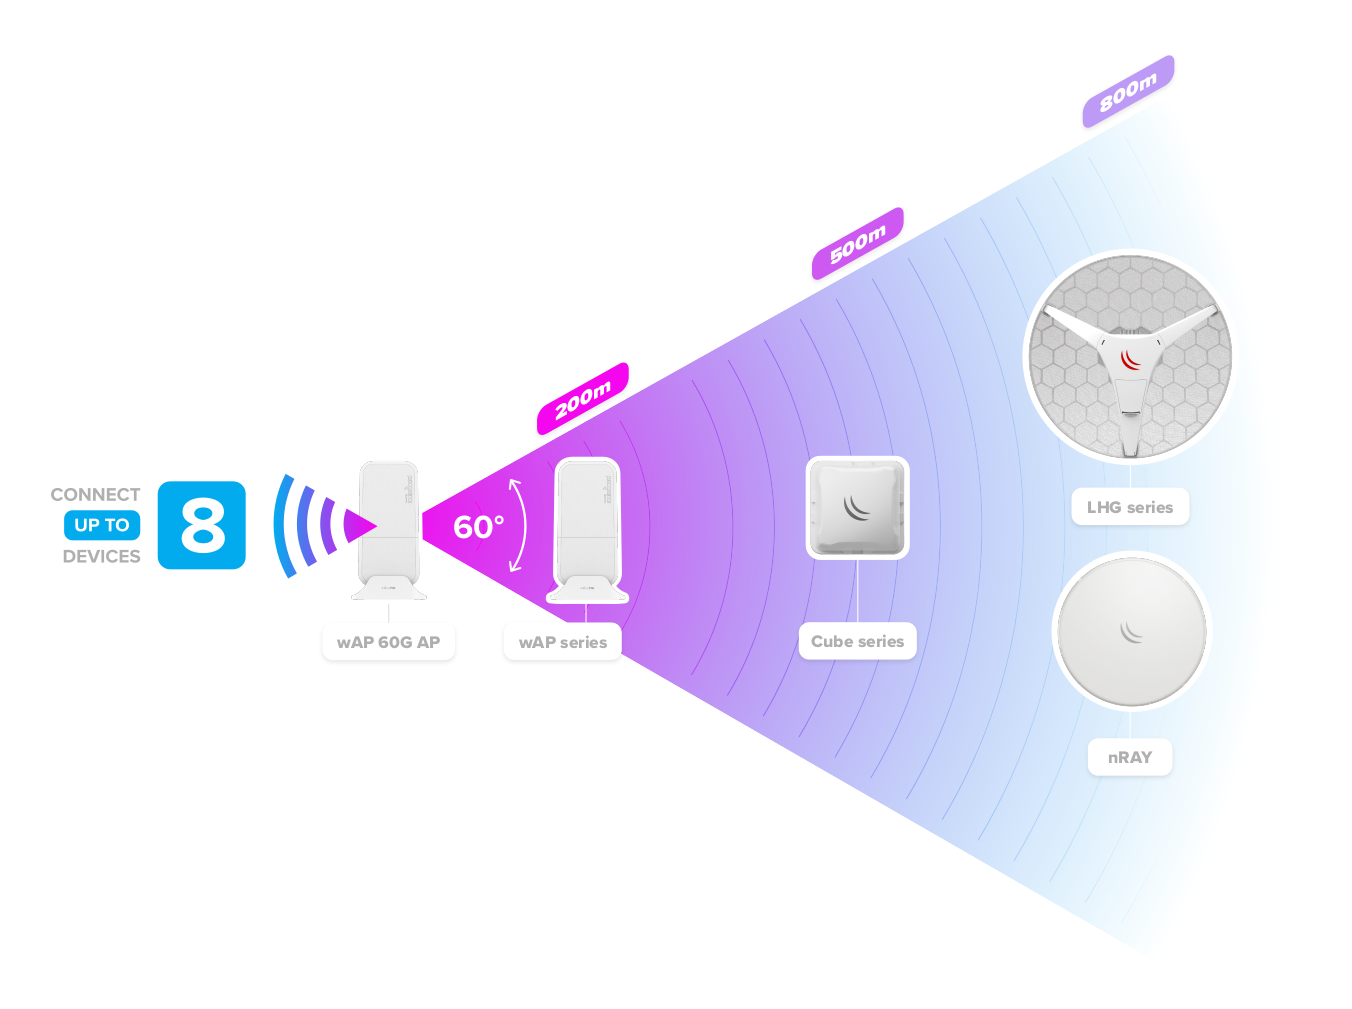 800m
500m
200m
CONNECT
UP TO
DEVICES
8
60°
wAP 60G AP
wAP series
Cube series
LHG series
nRAY